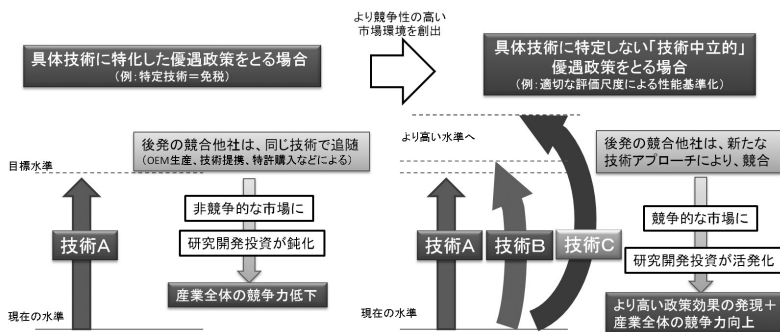 より競争性の高い
市場環境を創出
具体技術に特化した優遇政策をとる場合
(例:特定技術=免税)
具体技術に特定しない「技術中立的」
優遇政策をとる場合
(例:適切な評価尺度による性能基準化)
後発の競合他社は、同じ技術で追随
(OEM生産、技術提携、特許購入などによる)
目標水準
非競争的な市場に
技術A
研究開発投資が鈍化
産業全体の競争力低下
現在の水準
より高い水準へ
後発の競合他社は、新たな
技術アプローチにより、競合
競争的な市場に
技術A
技術B
技術C
研究開発投資が活発化
より高い政策効果の発現+
産業全体の競争力向上
現在の水準